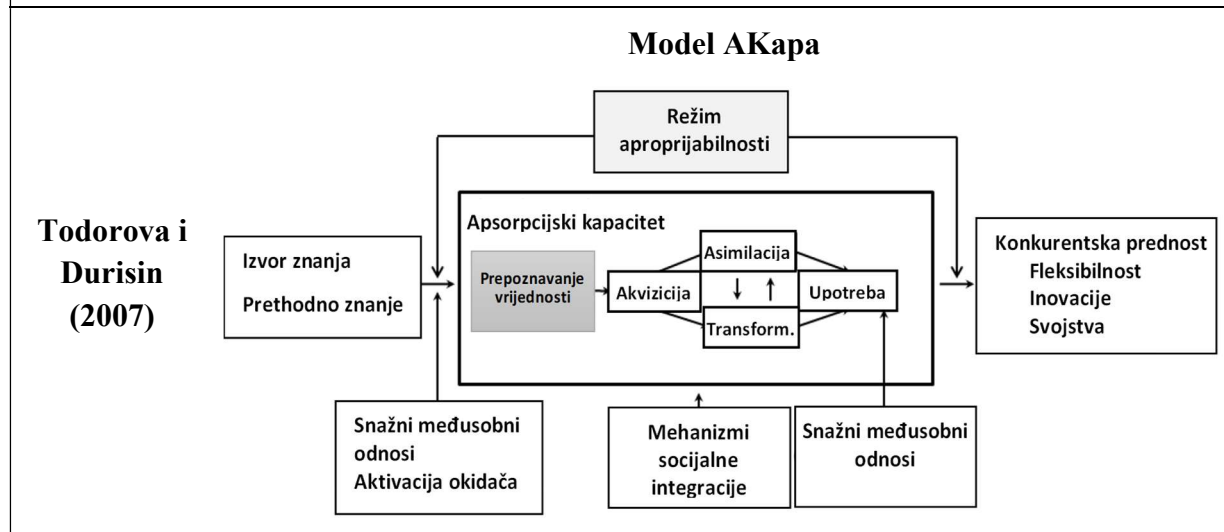 Model AKapa
Režim
aproprijabilnosti
Todorova i
Durisin
(2007)
Izvor znanja
Prethodno znanje
Apsorpcijski kapacitet
Prepoznavanje
vrijednosti
Akvizicija
Asimilacija
Transform.
Upotreba
Konkurentska prednost
Fleksibilnost
Inovacije
Svojstva
Snažni međusobni
odnosi
Aktivacija okidača
Mehanizmi
socijalne
integracije
Snažni međusobni
odnosi